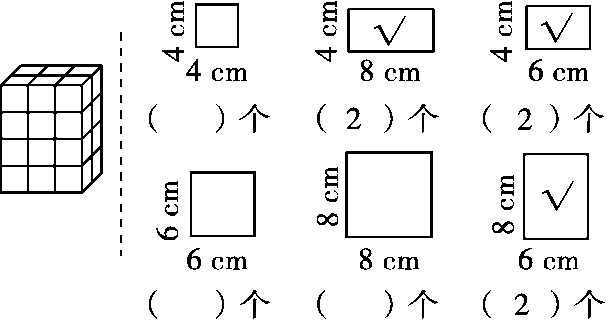 4 cm 4 cm 4 cm
√ √
4 cm 8 cm 6 cm
( )个 ( 2 )个 ( 2 )个
6 cm 8 cm 8 cm
√
6 cm 8 cm 6 cm
( )个 ( )个 ( 2 )个